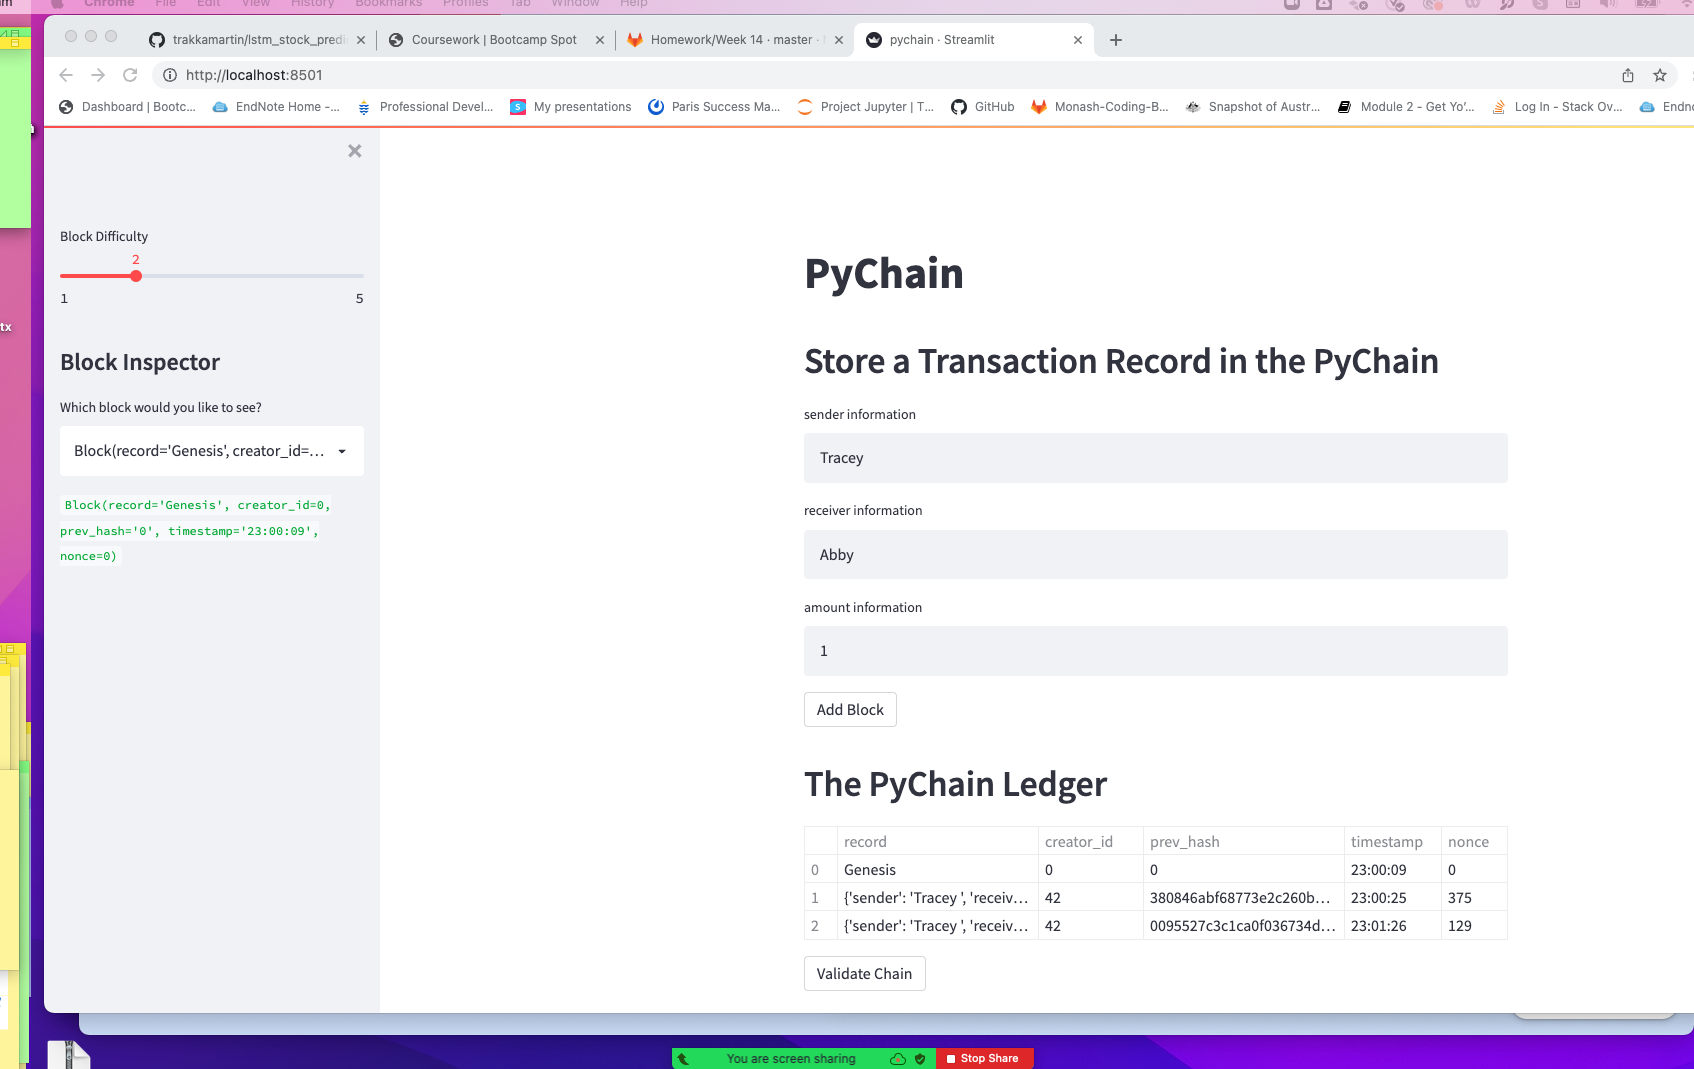 Chrome File Edit View History Bookmarks Profiles Tab Window Help
trakkamartin/lstm_stock_predi
Coursework | Bootcamp Spot
Homework/Week 14 · master ·
pychain · Streamlit
http://localhost:8501
Dashboard | Bootc...
EndNote Home -...
Professional Devel...
My presentations
Paris Success Ma...
Project Jupyter | T...
GitHub
Monash-Coding-B...
Snapshot of Austr...
Module 2 - Get Yo'...
Log In - Stack Ov...
Endno
tx
Block Difficulty
2
1 5
Block Inspector
Which block would you like to see?
Block(record='Genesis', creator_id=...
Block(record='Genesis', creator_id=0,
prev_hash='0', timestamp='23:00:09',
nonce=0)
PyChain
Store a Transaction Record in the PyChain
sender information
Tracey
receiver information
Abby
amount information
1
Add Block
The PyChain Ledger
record creator_id prev_hash timestamp nonce
0 Genesis 0 0 23:00:09 0
1 {'sender': 'Tracey ', 'receiv... 42 380846abf68773e2c260b... 23:00:25 375
2 {'sender': 'Tracey ', 'receiv... 42 0095527c3c1ca0f036734d... 23:01:26 129
Validate Chain
You are screen sharing
Stop Share